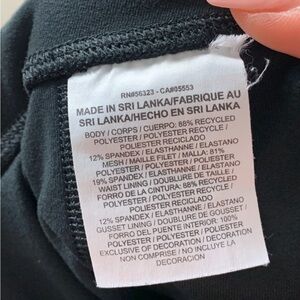 RN#56323 - CA#05553
MADE IN SRI LANKA/FABRIQUE AU
SRI LANKA/HECHO EN SRI LANKA
BODY / CORPS / CUERPO: 88% RECYCLED
POLYESTER / POLYESTER RECYCLE /
POLIESTER RECICLADO
12% SPANDEX / ELASTHANNE / ELASTANO
MESH / MAILLE FILET / MALLA: 81%
POLYESTER / POLYESTER / POLIESTER
19% SPANDEX / ELASTHANNE / ELASTANO
WAIST LINING / DOUBLURE DE TAILLE /
FORRO DE LA CINTURA: 88% RECYCLED
POLYESTER / POLYESTER RECYCLE /
POLIESTER RECICLADO
12% SPANDEX / ELASTHANNE / ELASTANO
GUSSET LINING / DOUBLURE DE GOUSSET /
FORRO DE PUENTE INTERIOR: 100%
POLYESTER / POLYESTER / POLIESTER
EXCLUSIVE OF DECORATION / DECORATION
NON COMPRISE / NO INCLUYE LA
DECORACION